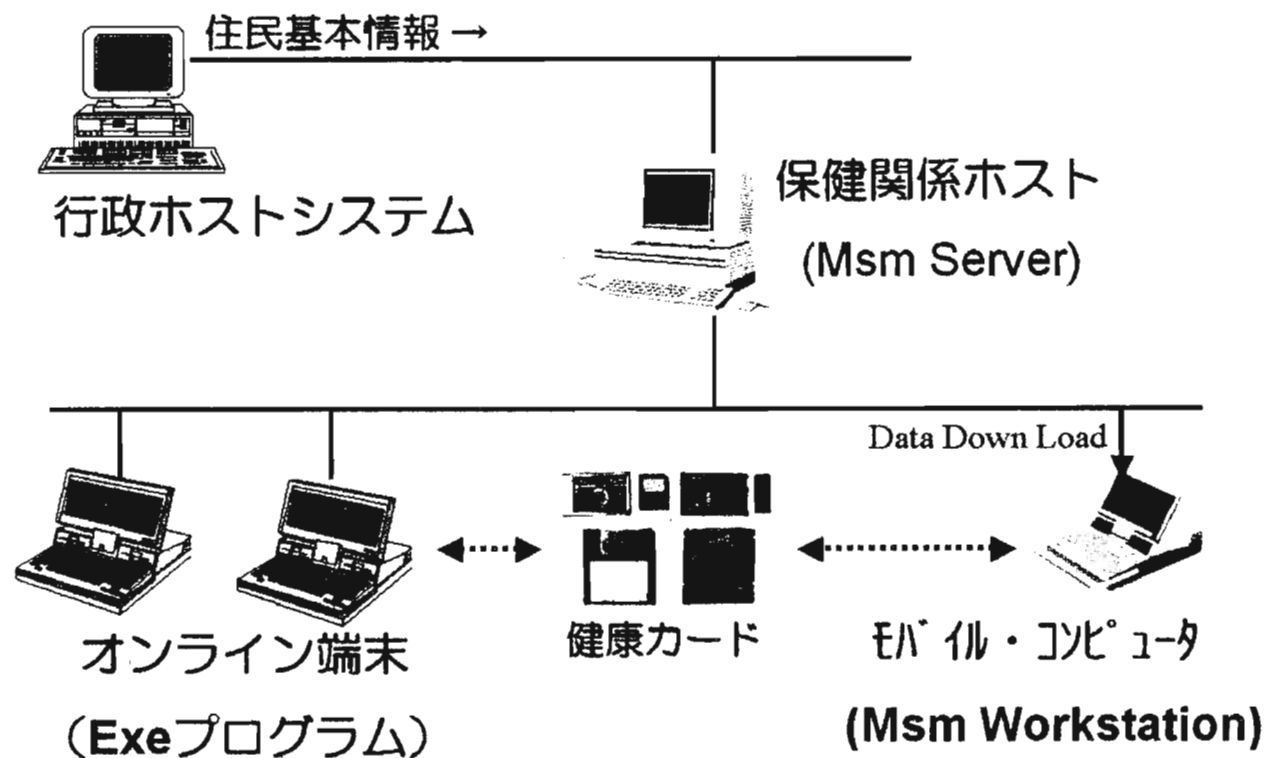 住民基本情報 →
行政ホストシステム
保健関係ホスト
(Msm Server)
Data Down Load
オンライン端末
（Exeプログラム）
健康カード
ﾓﾊﾞｲﾙ・ｺﾝﾋﾟｭｰﾀ
(Msm Workstation)